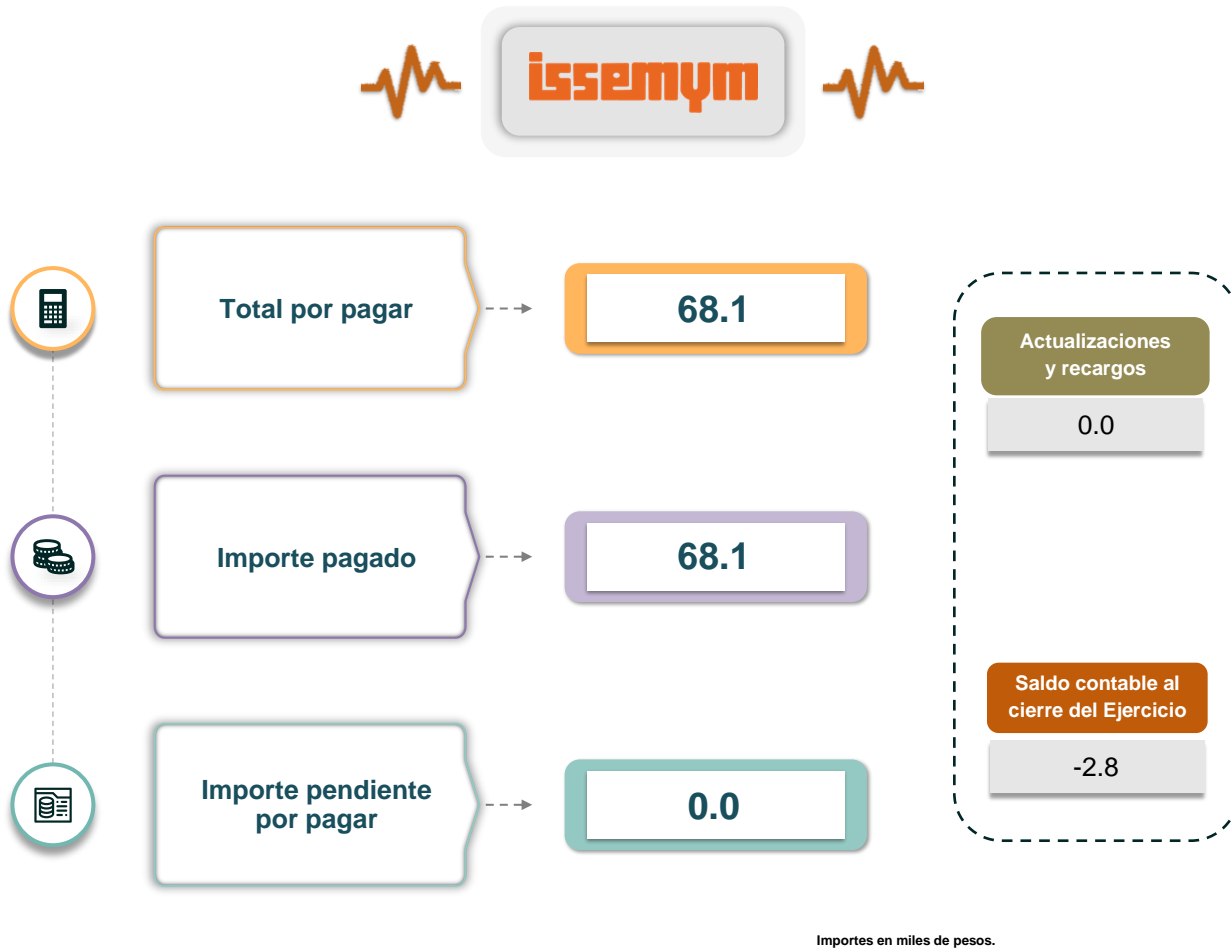 issemym
Total por pagar
68.1
Actualizaciones
y recargos
0.0
Importe pagado
68.1
Saldo contable al
cierre del Ejercicio
-2.8
Importe pendiente
por pagar
0.0
Importes en miles de pesos.